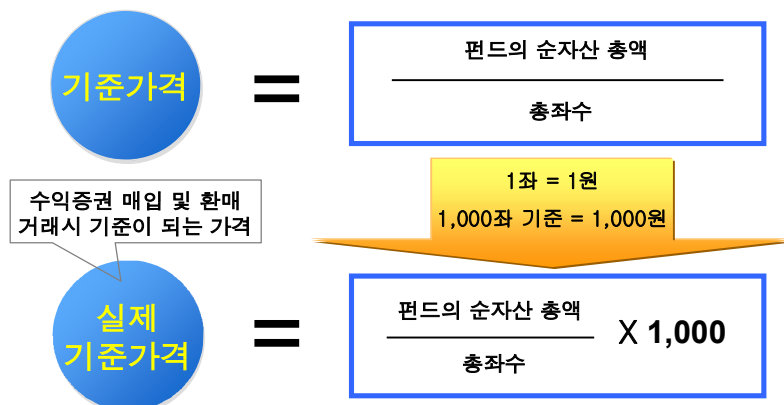 기준가격
=
펀드의 순자산 총액
총좌수
수익증권 매입 및 환매
거래시 기준이 되는 가격
1좌 = 1원
1,000좌 기준 = 1,000원
실제
기준가격
=
펀드의 순자산 총액
총좌수
X 1,000